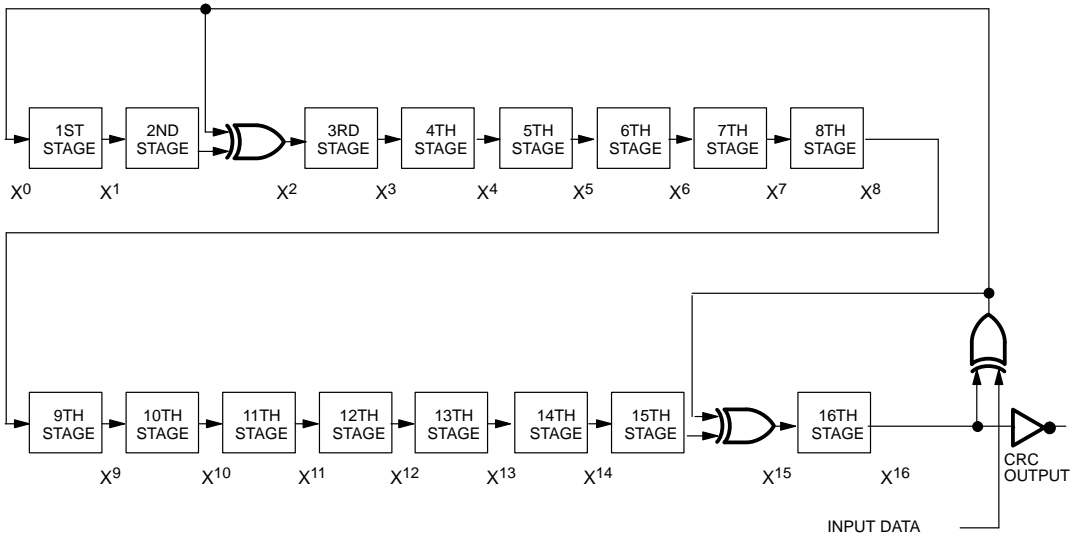 1ST
STAGE
2ND
STAGE
3RD
STAGE
4TH
STAGE
5TH
STAGE
6TH
STAGE
7TH
STAGE
8TH
STAGE
X⁰
X¹
X²
X³
X⁴
X⁵
X⁶
X⁷
X⁸
9TH
STAGE
10TH
STAGE
11TH
STAGE
12TH
STAGE
13TH
STAGE
14TH
STAGE
15TH
STAGE
16TH
STAGE
X⁹
X¹⁰
X¹¹
X¹²
X¹³
X¹⁴
X¹⁵
X¹⁶
CRC
OUTPUT
INPUT DATA